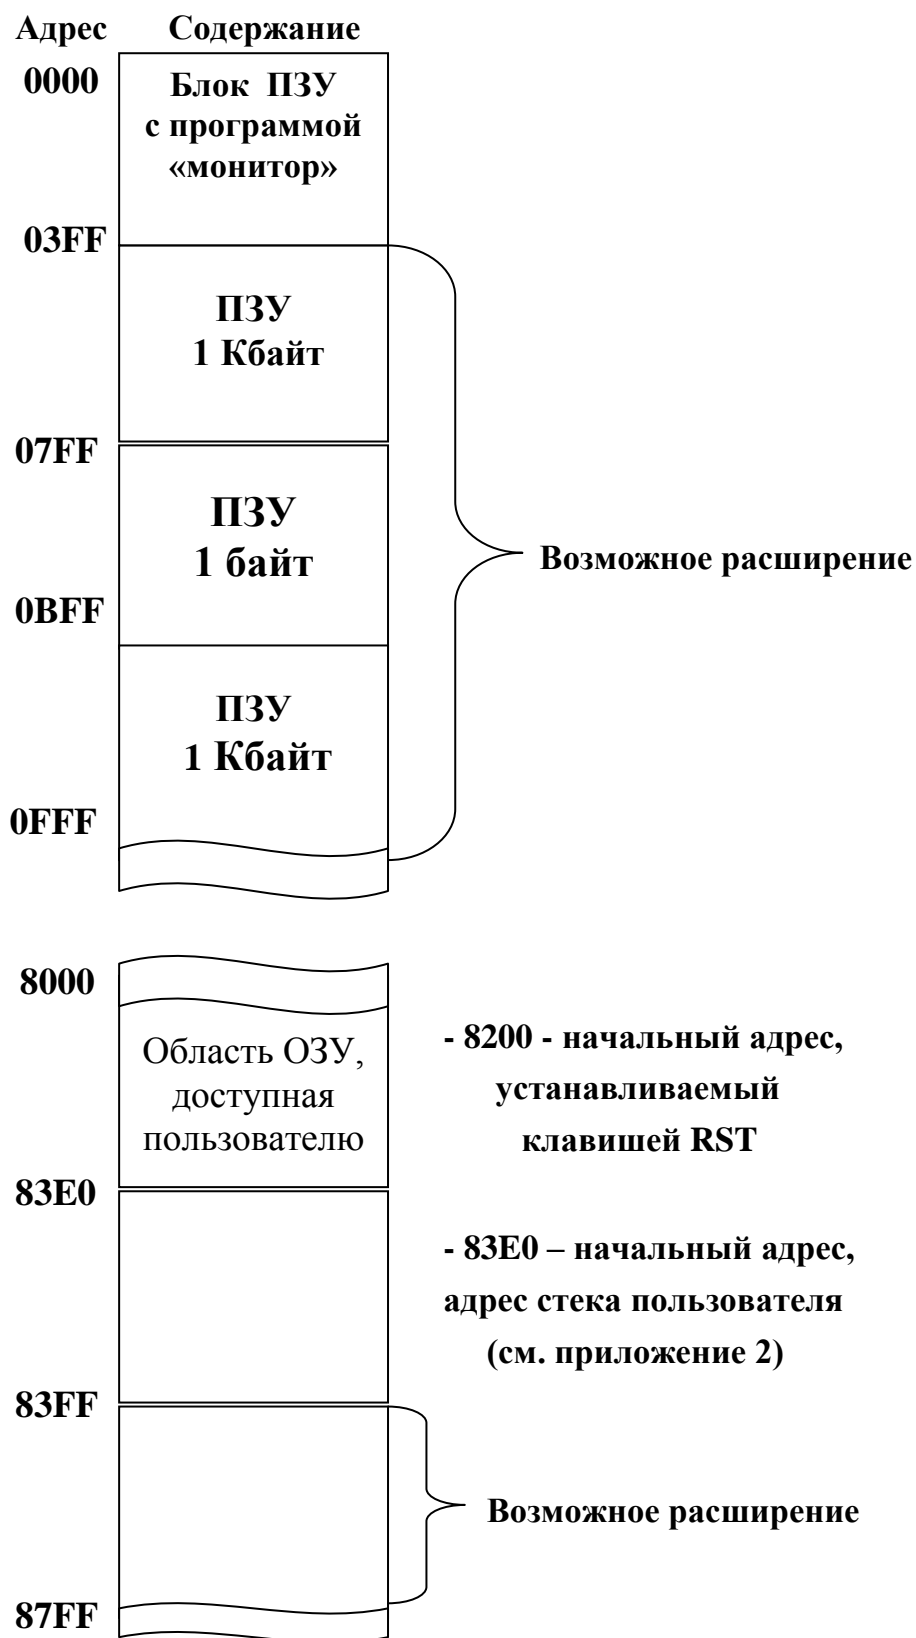 Адрес Содержание
0000
Блок ПЗУ
с программой
«монитор»
03FF
ПЗУ
1 Кбайт
07FF
ПЗУ
1 байт
Возможное расширение
0BFF
ПЗУ
1 Кбайт
0FFF
8000
Область ОЗУ,
доступная
пользователю
- 8200 - начальный адрес,
устанавливаемый
клавишей RST
83E0
- 83E0 – начальный адрес,
адрес стека пользователя
(см. приложение 2)
83FF
Возможное расширение
87FF